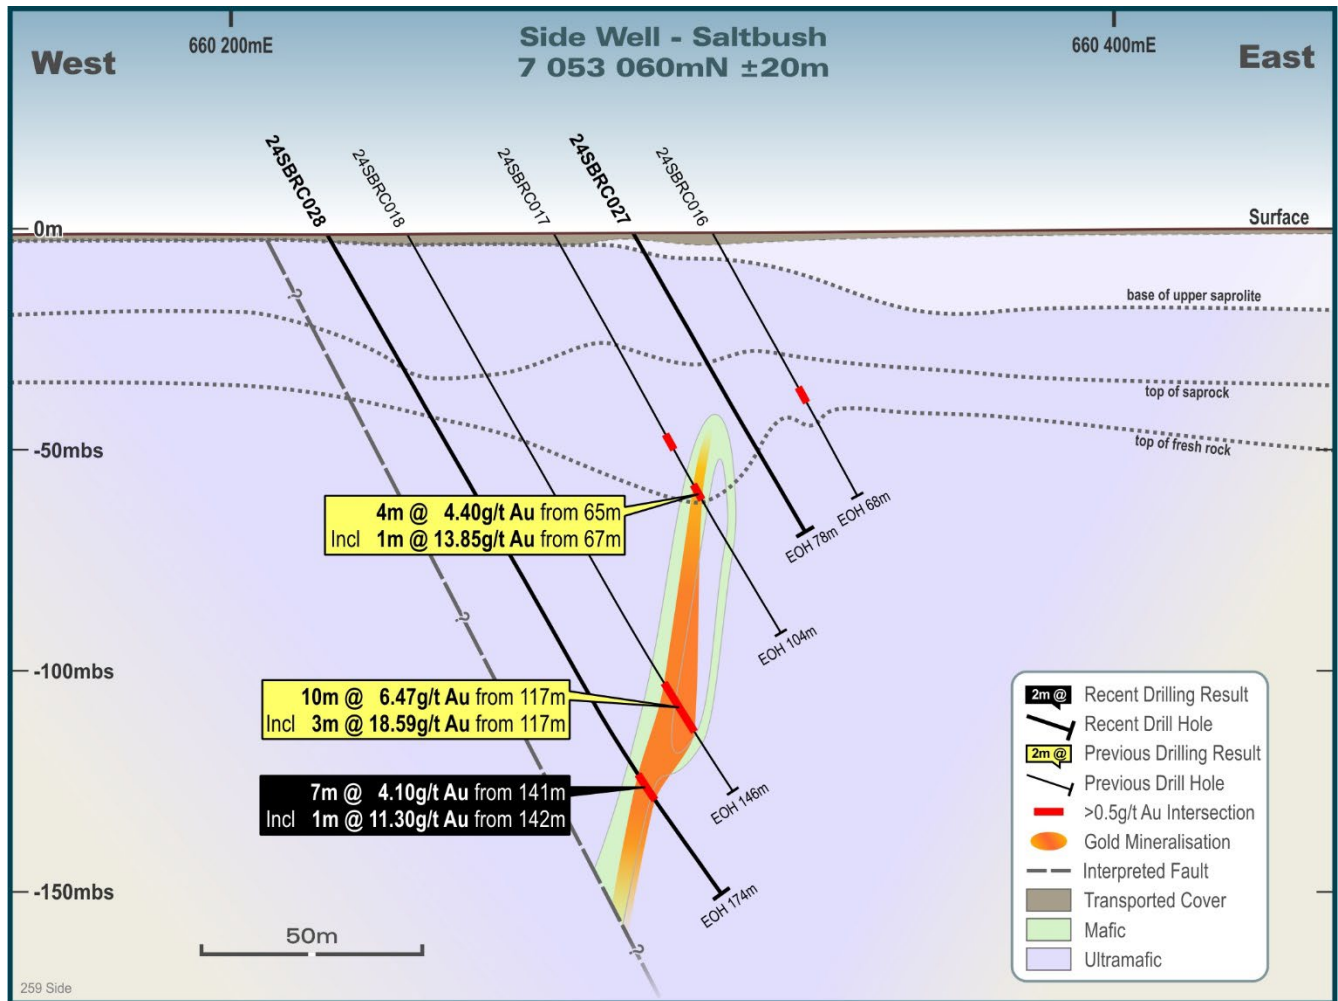 660 200mE
Side Well - Saltbush
7 053 060mN ±20m
660 400mE
West
East
24SBRC028
24SBRC018
24SBRC017
24SBRC027
24SBRC016
0m
Surface
base of upper saprolite
top of saprock
top of fresh rock
-50mbs
?
4m @ 4.40g/t Au from 65m
Incl 1m @ 13.85g/t Au from 67m
EOH 68m
EOH 78m
?
EOH 104m
-100mbs
10m @ 6.47g/t Au from 117m
Incl 3m @ 18.59g/t Au from 117m
7m @ 4.10g/t Au from 141m
Incl 1m @ 11.30g/t Au from 142m
EOH 146m
-150mbs
EOH 174m
?
50m
2m @ Recent Drilling Result
Recent Drill Hole
2m @ Previous Drilling Result
Previous Drill Hole
>0.5g/t Au Intersection
Gold Mineralisation
Interpreted Fault
Transported Cover
Mafic
Ultramafic
259 Side